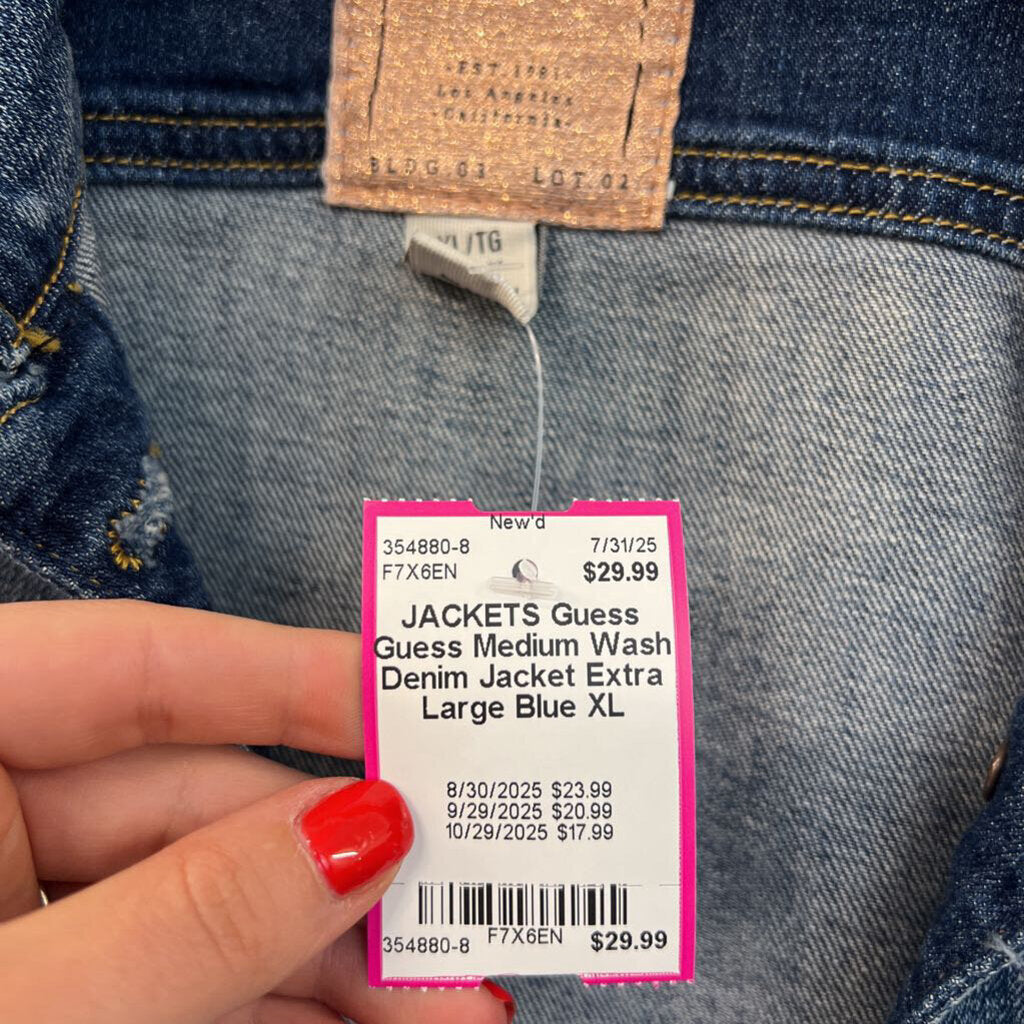 ·EST.1981·
Los Angeles
·California·
BLDG.03 LOT.02
XL/TG
New'd
354880-8 7/31/25
F7X6EN $29.99
JACKETS Guess
Guess Medium Wash
Denim Jacket Extra
Large Blue XL
8/30/2025 $23.99
9/29/2025 $20.99
10/29/2025 $17.99
354880-8 F7X6EN $29.99